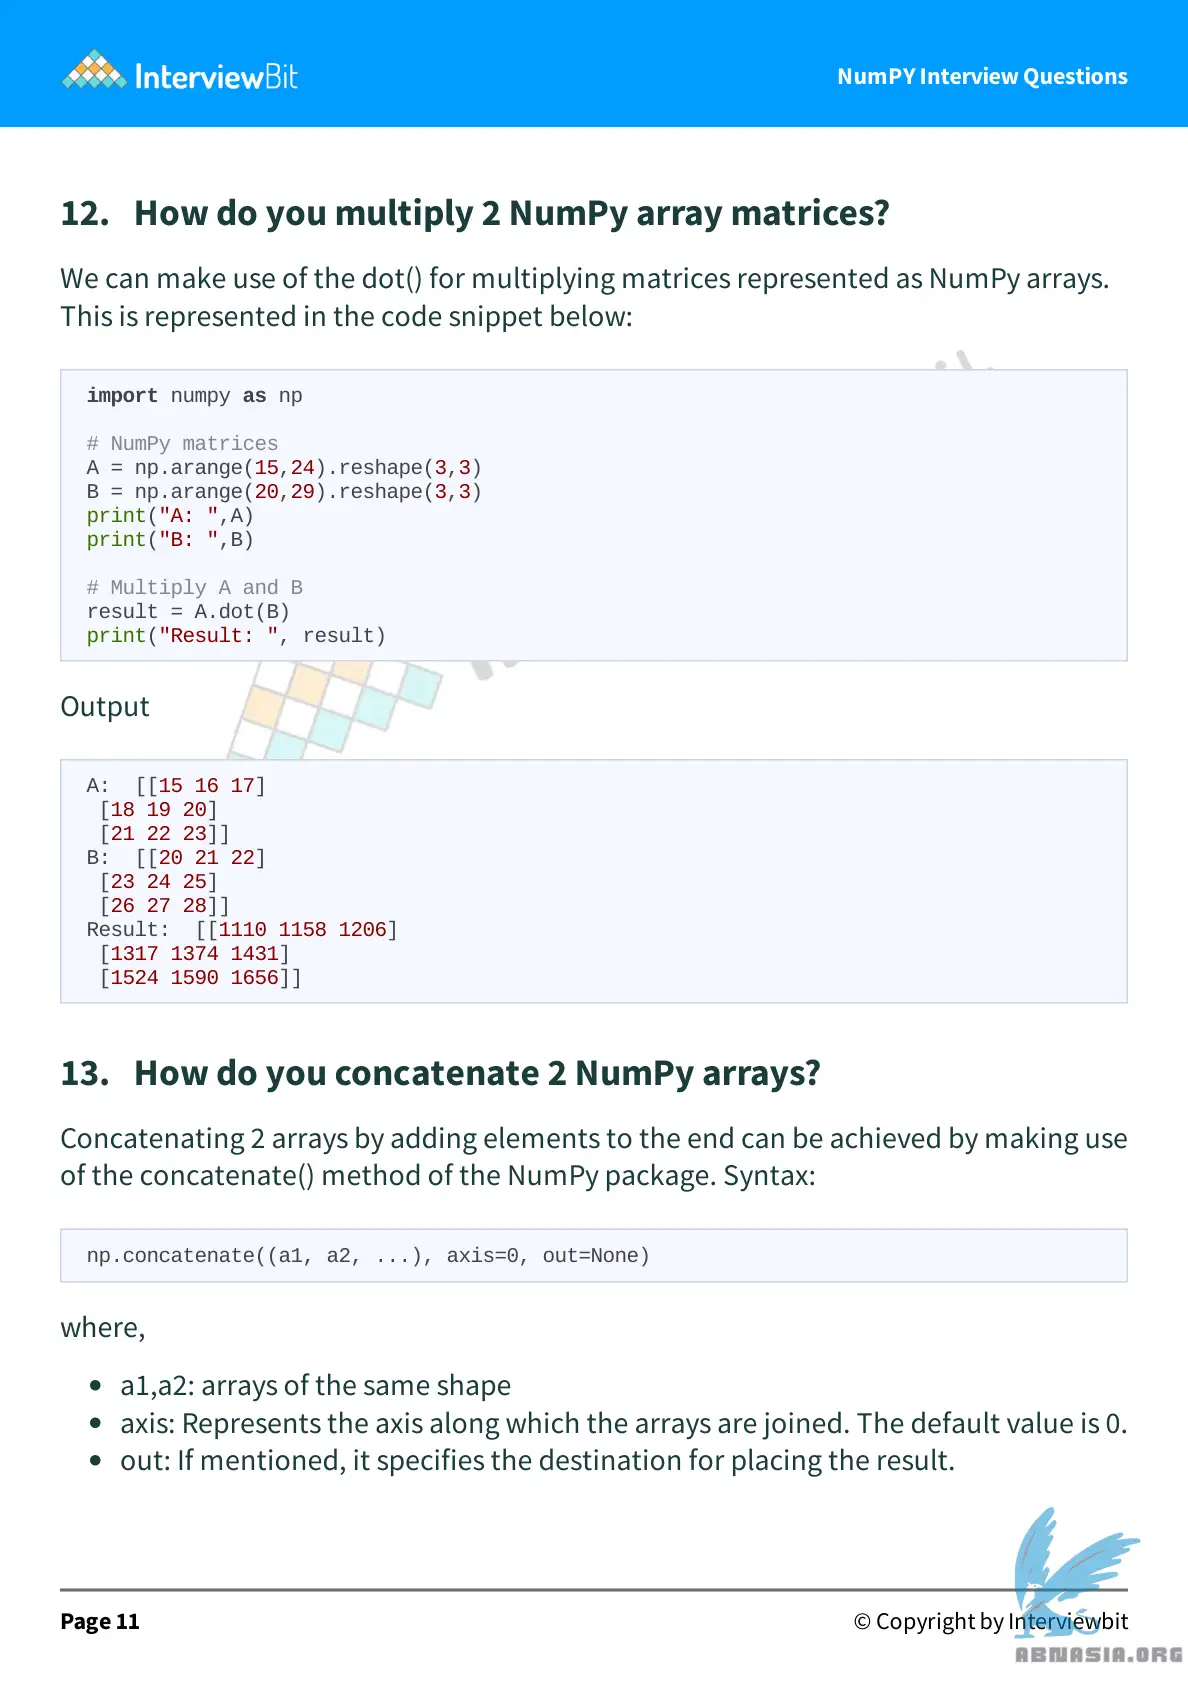 InterviewBit
NumPY Interview Questions
12. How do you multiply 2 NumPy array matrices?
We can make use of the dot() for multiplying matrices represented as NumPy arrays.
This is represented in the code snippet below:
import numpy as np
# NumPy matrices
A = np.arange(15,24).reshape(3,3)
B = np.arange(20,29).reshape(3,3)
print("A: ",A)
print("B: ",B)
# Multiply A and B
result = A.dot(B)
print("Result: ", result)
Output
A:  [[15 16 17]
 [18 19 20]
 [21 22 23]]
B:  [[20 21 22]
 [23 24 25]
 [26 27 28]]
Result:  [[1110 1158 1206]
 [1317 1374 1431]
 [1524 1590 1656]]
13. How do you concatenate 2 NumPy arrays?
Concatenating 2 arrays by adding elements to the end can be achieved by making use
of the concatenate() method of the NumPy package. Syntax:
np.concatenate((a1, a2, ...), axis=0, out=None)
where,
• a1,a2: arrays of the same shape
• axis: Represents the axis along which the arrays are joined. The default value is 0.
• out: If mentioned, it specifies the destination for placing the result.
Page 11
© Copyright by Interviewbit
ABNASIA.ORG